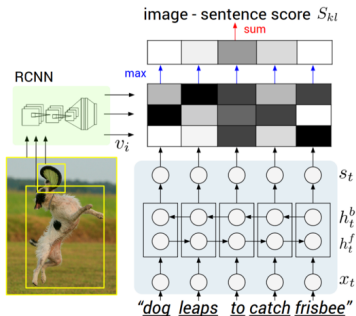 image - sentence score S_kl
sum
RCNN
max
v_i
s_t
h_t^b
h_t^f
x_t
"dog leaps to catch frisbee"